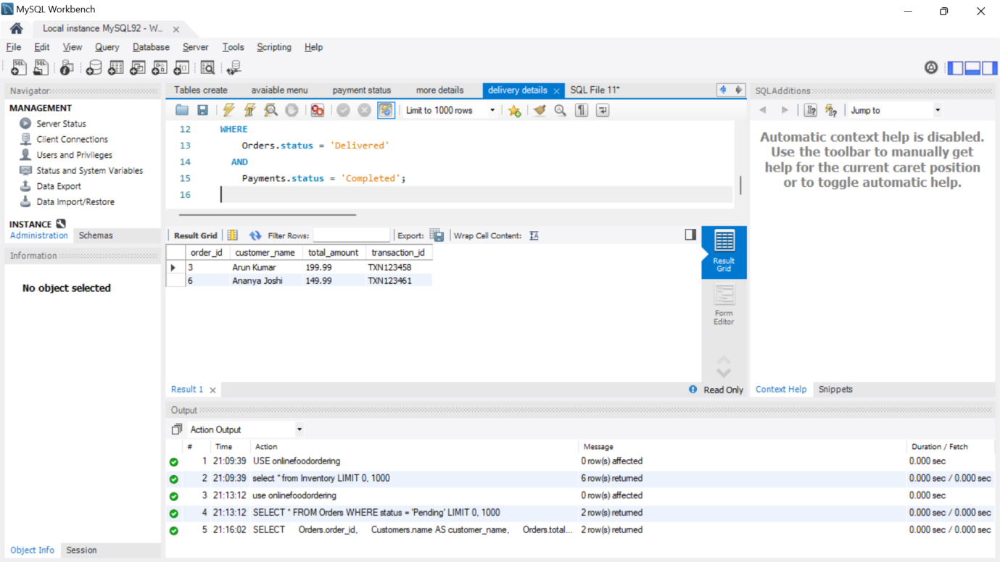 MySQL Workbench
Local instance MySQL92 - W...
File Edit View Query Database Server Tools Scripting Help
Navigator
MANAGEMENT
Server Status
Client Connections
Users and Privileges
Status and System Variables
Data Export
Data Import/Restore
INSTANCE
Administration Schemas
Information
No object selected
Object Info Session
Tables create avaiable menu payment status more details delivery details SQL File 11*
Limit to 1000 rows
12 WHERE
13 Orders.status = 'Delivered'
14 AND
15 Payments.status = 'Completed';
16
Result Grid Filter Rows: Export: Wrap Cell Content:
order_id customer_name total_amount transaction_id
3 Arun Kumar 199.99 TXN123458
6 Ananya Joshi 149.99 TXN123461
Result
Grid
Form
Editor
Result 1 Read Only
SQLAdditions
Jump to
Automatic context help is disabled.
Use the toolbar to manually get
help for the current caret position
or to toggle automatic help.
Context Help Snippets
Output
Action Output
# Time Action Message Duration / Fetch
1 21:09:39 USE onlinefoodordering 0 row(s) affected 0.000 sec
2 21:09:39 select * from Inventory LIMIT 0, 1000 6 row(s) returned 0.000 sec / 0.000 sec
3 21:13:12 use onlinefoodordering 0 row(s) affected 0.000 sec
4 21:13:12 SELECT * FROM Orders WHERE status = 'Pending' LIMIT 0, 1000 2 row(s) returned 0.000 sec / 0.000 sec
5 21:16:02 SELECT Orders.order_id, Customers.name AS customer_name, Orders.total... 2 row(s) returned 0.000 sec / 0.000 sec